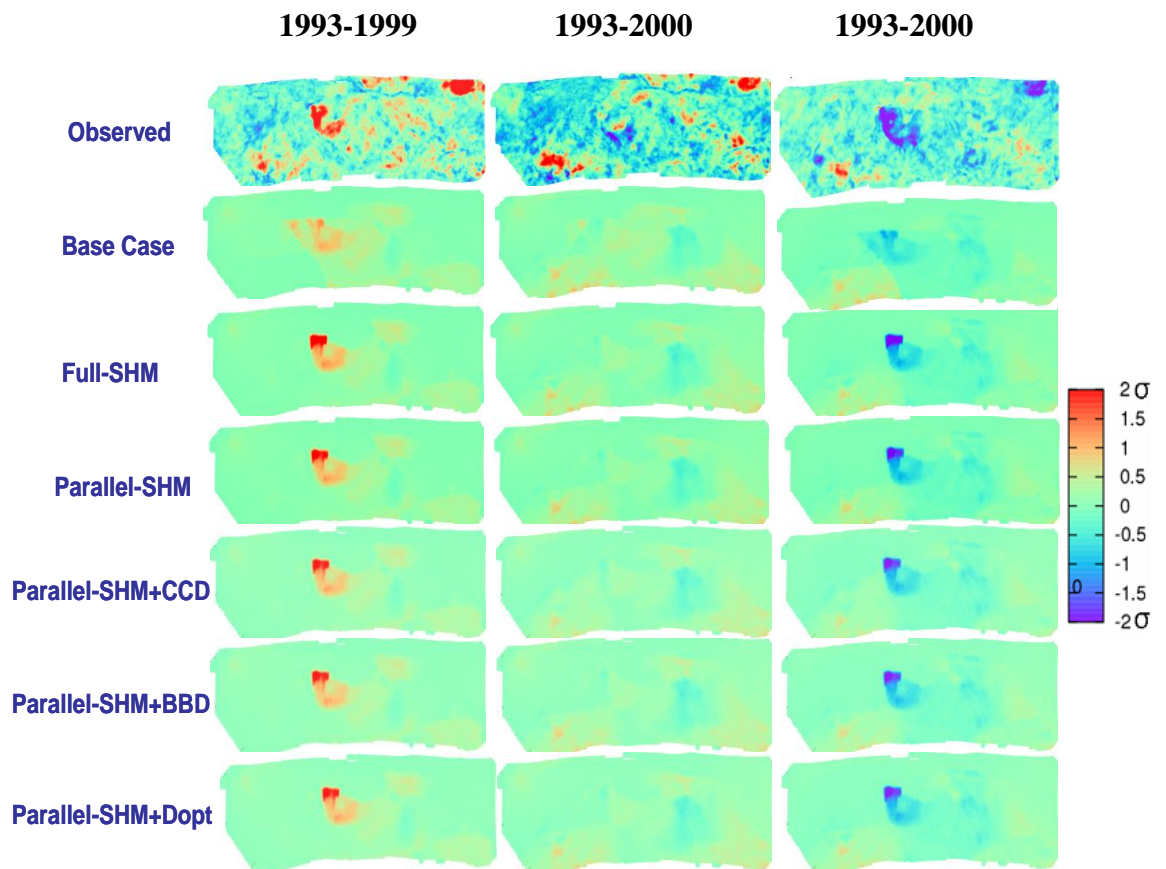 1993-1999 1993-2000 1993-2000
Observed
Base Case
Full-SHM
Parallel-SHM
Parallel-SHM+CCD
Parallel-SHM+BBD
Parallel-SHM+Dopt
2σ
1.5
1
0.5
0
-0.5
-1
-1.5
-2σ